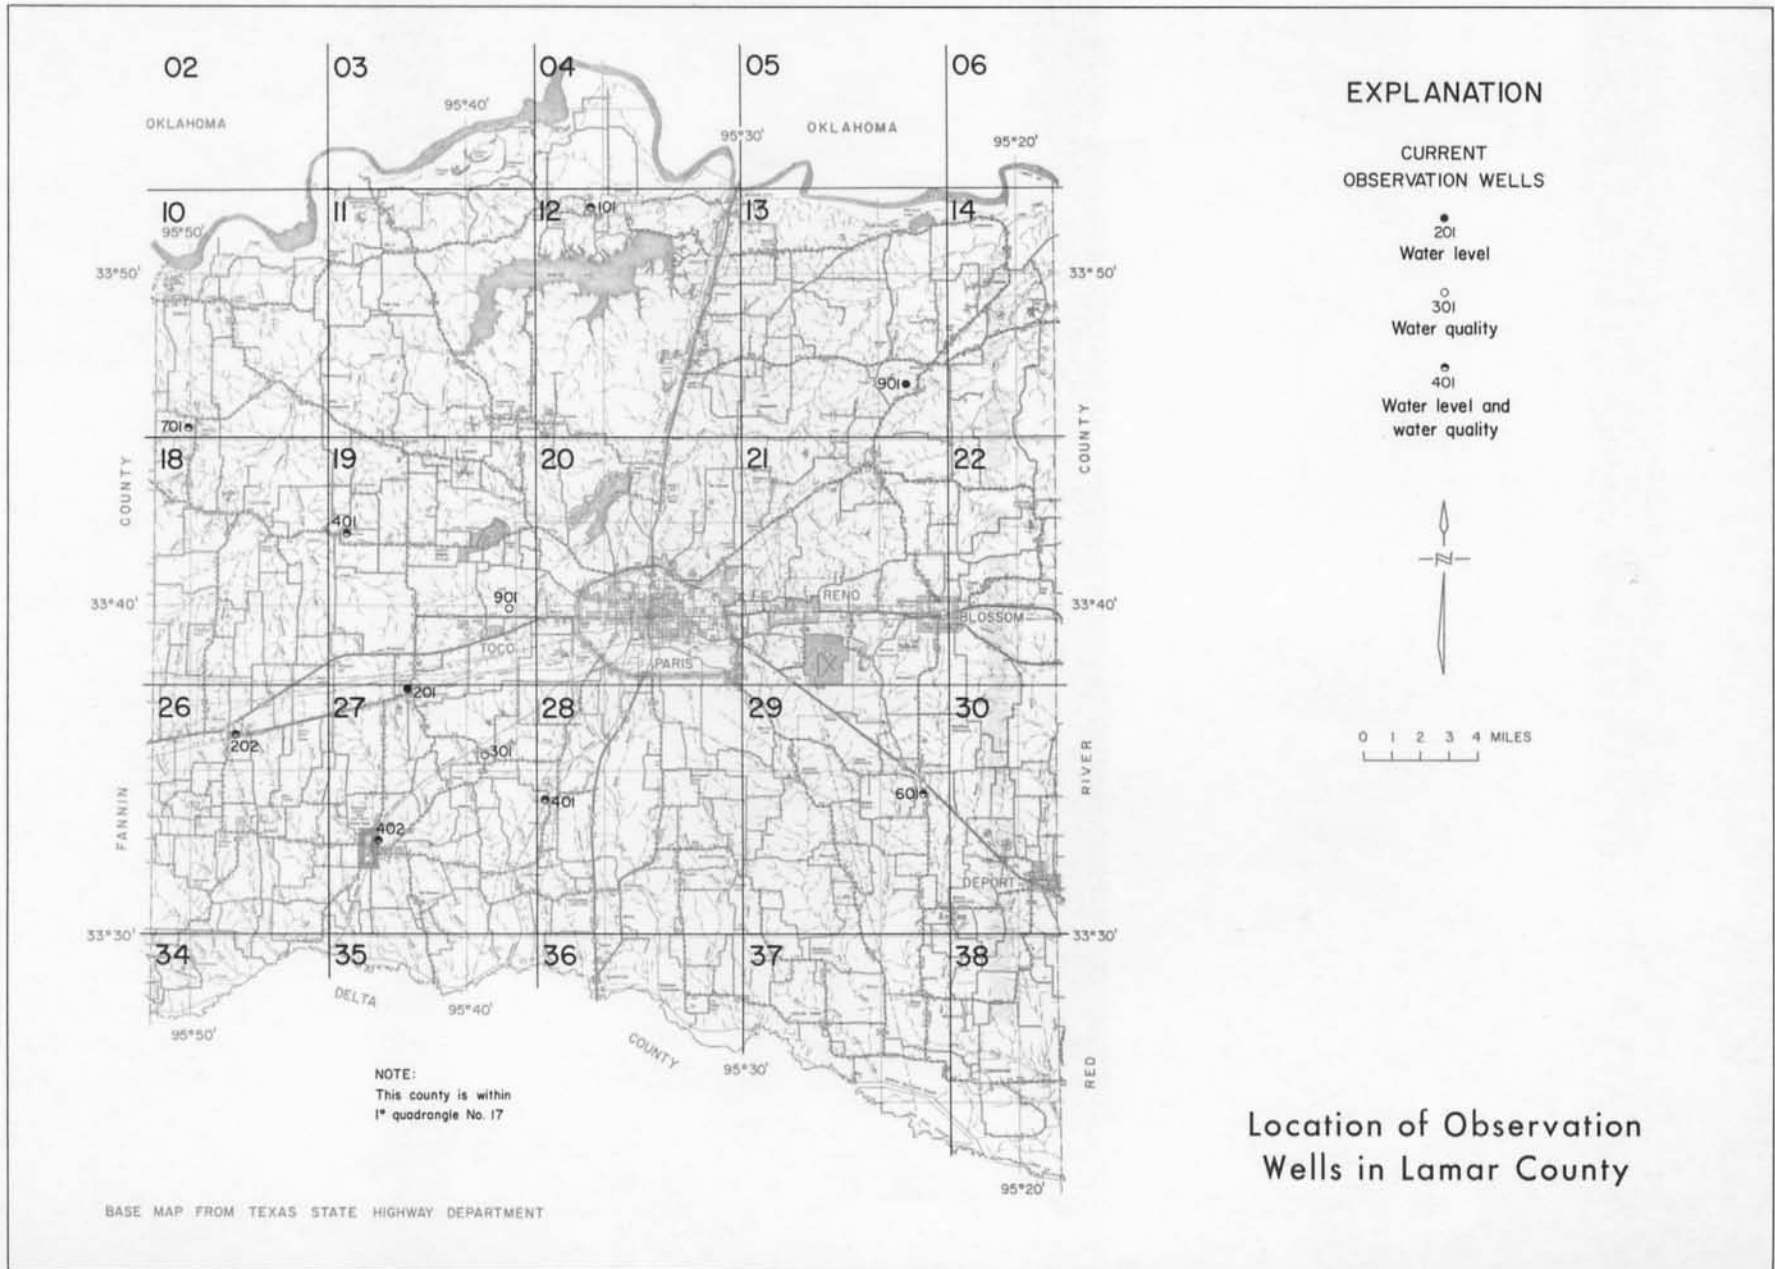 02
03
04
05
06
OKLAHOMA
95°40'
95°30'
OKLAHOMA
95°20'
10
95°50'
11
12
101
13
14
33°50'
33°50'
901
701
18
19
20
21
22
COUNTY
COUNTY
401
33°40'
901
RENO
BLOSSOM
33°40'
TOCO
PARIS
26
27
201
28
29
30
202
301
401
601
402
FANNIN
RIVER
DEPORT
33°30'
33°30'
34
35
36
37
38
DELTA
95°40'
95°50'
COUNTY
95°30'
RED
95°20'
NOTE:
This county is within
1° quadrangle No. 17
BASE MAP FROM TEXAS STATE HIGHWAY DEPARTMENT
EXPLANATION
CURRENT
OBSERVATION WELLS
201
Water level
301
Water quality
401
Water level and
water quality
N
0 1 2 3 4 MILES
Location of Observation
Wells in Lamar County